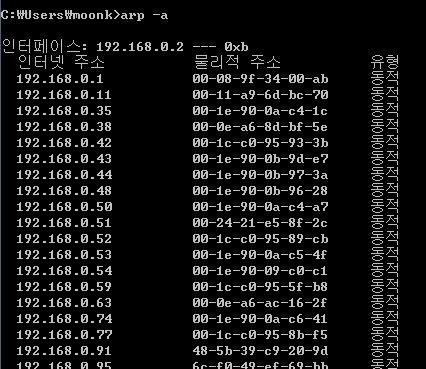 C:₩Users₩moonk>arp -a
인터페이스: 192.168.0.2 --- 0xb
인터넷 주소 물리적 주소 유형
192.168.0.1 00-08-9f-34-00-ab 동적
192.168.0.11 00-11-a9-6d-bc-70 동적
192.168.0.35 00-1e-90-0a-c4-1c 동적
192.168.0.38 00-0e-a6-8d-bf-5e 동적
192.168.0.42 00-1c-c0-95-93-3b 동적
192.168.0.43 00-1e-90-0b-9d-e7 동적
192.168.0.44 00-1e-90-0b-97-3a 동적
192.168.0.48 00-1e-90-0b-96-28 동적
192.168.0.50 00-1e-90-0a-c4-a7 동적
192.168.0.51 00-24-21-e5-8f-2c 동적
192.168.0.52 00-1c-c0-95-89-cb 동적
192.168.0.53 00-1e-90-0a-c5-4f 동적
192.168.0.54 00-1e-90-09-c0-c1 동적
192.168.0.59 00-1c-c0-95-5f-b8 동적
192.168.0.63 00-0e-a6-ac-16-2f 동적
192.168.0.74 00-1e-90-0a-c6-41 동적
192.168.0.77 00-1c-c0-95-8b-f5 동적
192.168.0.91 48-5b-39-c9-20-9d 동적
192.168.0.95 6c-f0-49-ef-69-bb 동적